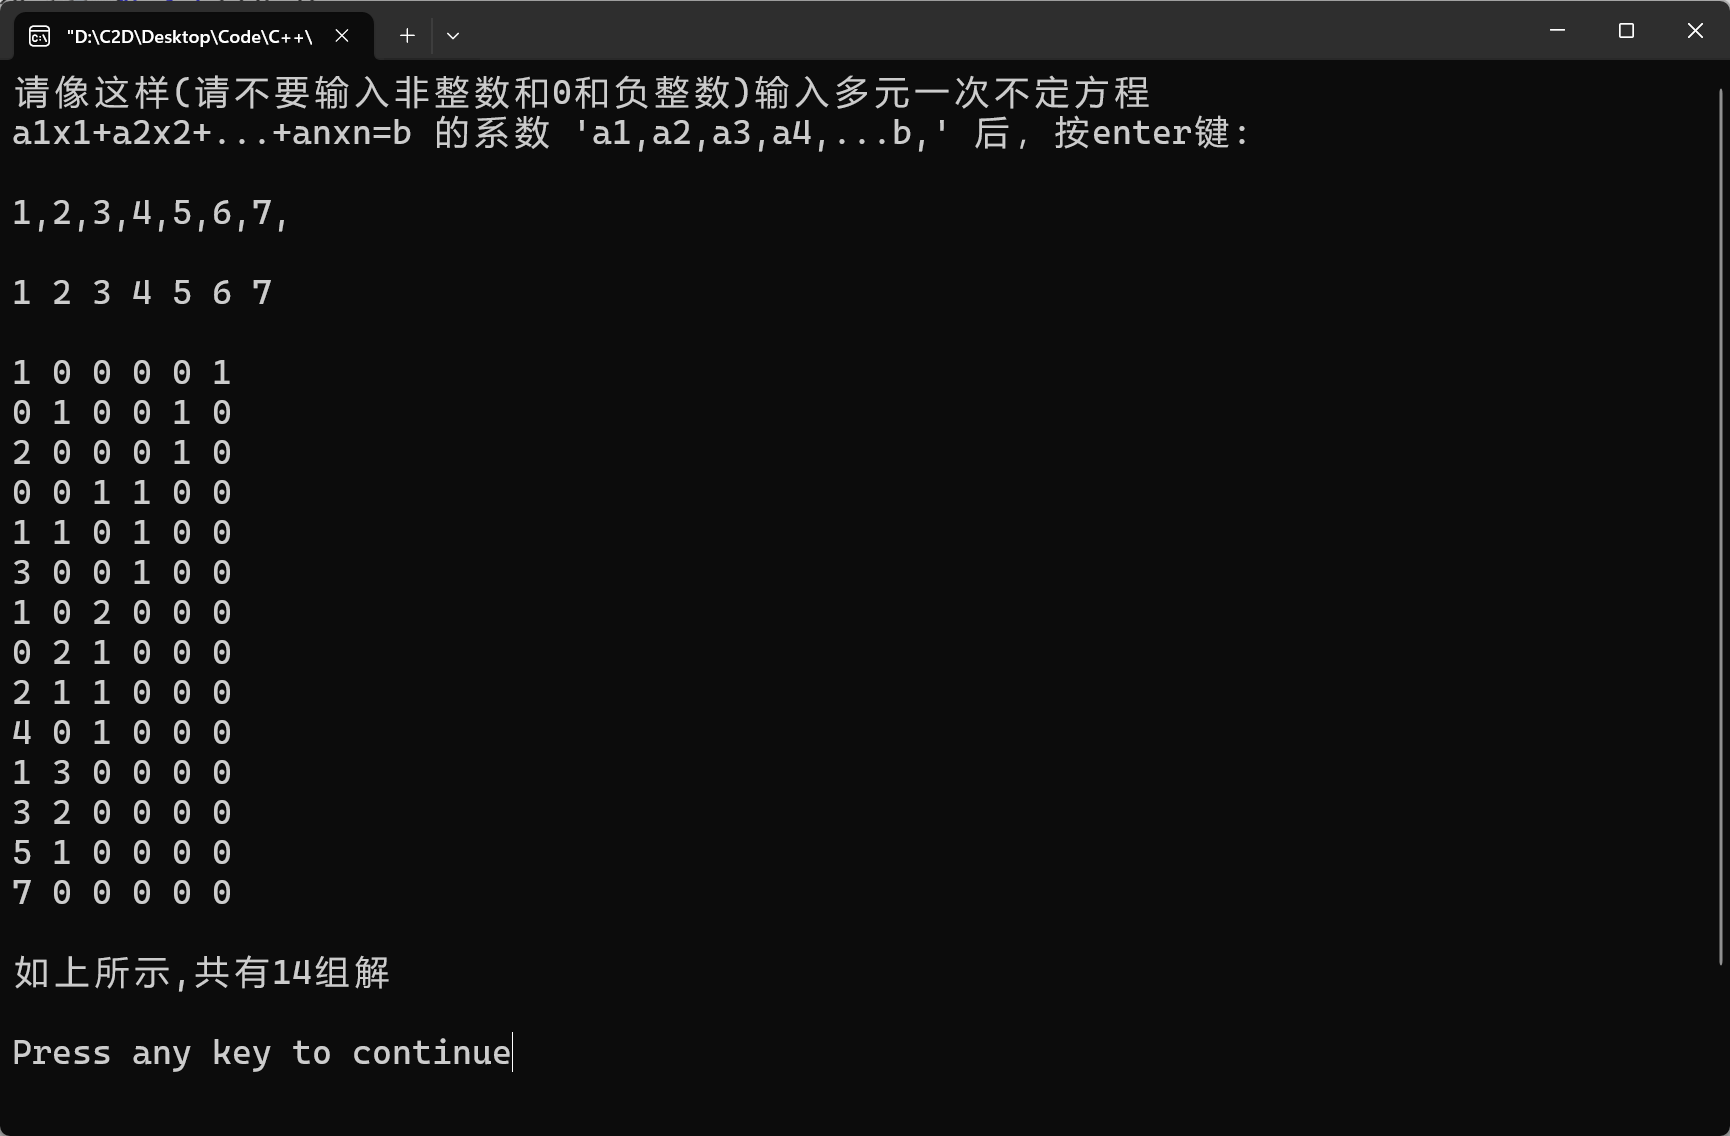 "D:\C2D\Desktop\Code\C++\
请像这样(请不要输入非整数和0和负整数)输入多元一次不定方程
a1x1+a2x2+...+anxn=b 的系数 'a1,a2,a3,a4,...b,' 后, 按enter键:
1,2,3,4,5,6,7,
1 2 3 4 5 6 7
1 0 0 0 0 1
0 1 0 0 1 0
2 0 0 0 1 0
0 0 1 1 0 0
1 1 0 1 0 0
3 0 0 1 0 0
1 0 2 0 0 0
0 2 1 0 0 0
2 1 1 0 0 0
4 0 1 0 0 0
1 3 0 0 0 0
3 2 0 0 0 0
5 1 0 0 0 0
7 0 0 0 0 0
如上所示,共有14组解
Press any key to continue